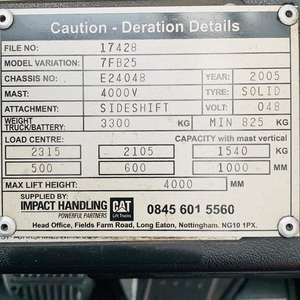 Caution - Deration Details
FILE NO: 17428
MODEL VARIATION: 7FB25
CHASSIS NO: E24048 YEAR: 2005
MAST: 4000V TYRE: SOLID
ATTACHMENT: SIDESHIFT VOLT: 048
WEIGHT TRUCK/BATTERY: 3300 KG MIN 825 KG
LOAD CENTRE: CAPACITY with mast vertical
2315 2105 1540 KG
500 600 1000 MM
MAX LIFT HEIGHT: 4000 MM
SUPPLIED BY:
IMPACT HANDLING CAT 0845 601 5560
POWERFUL PARTNERS Lift Trucks
Head Office, Fields Farm Road, Long Eaton, Nottingham. NG10 1PX.